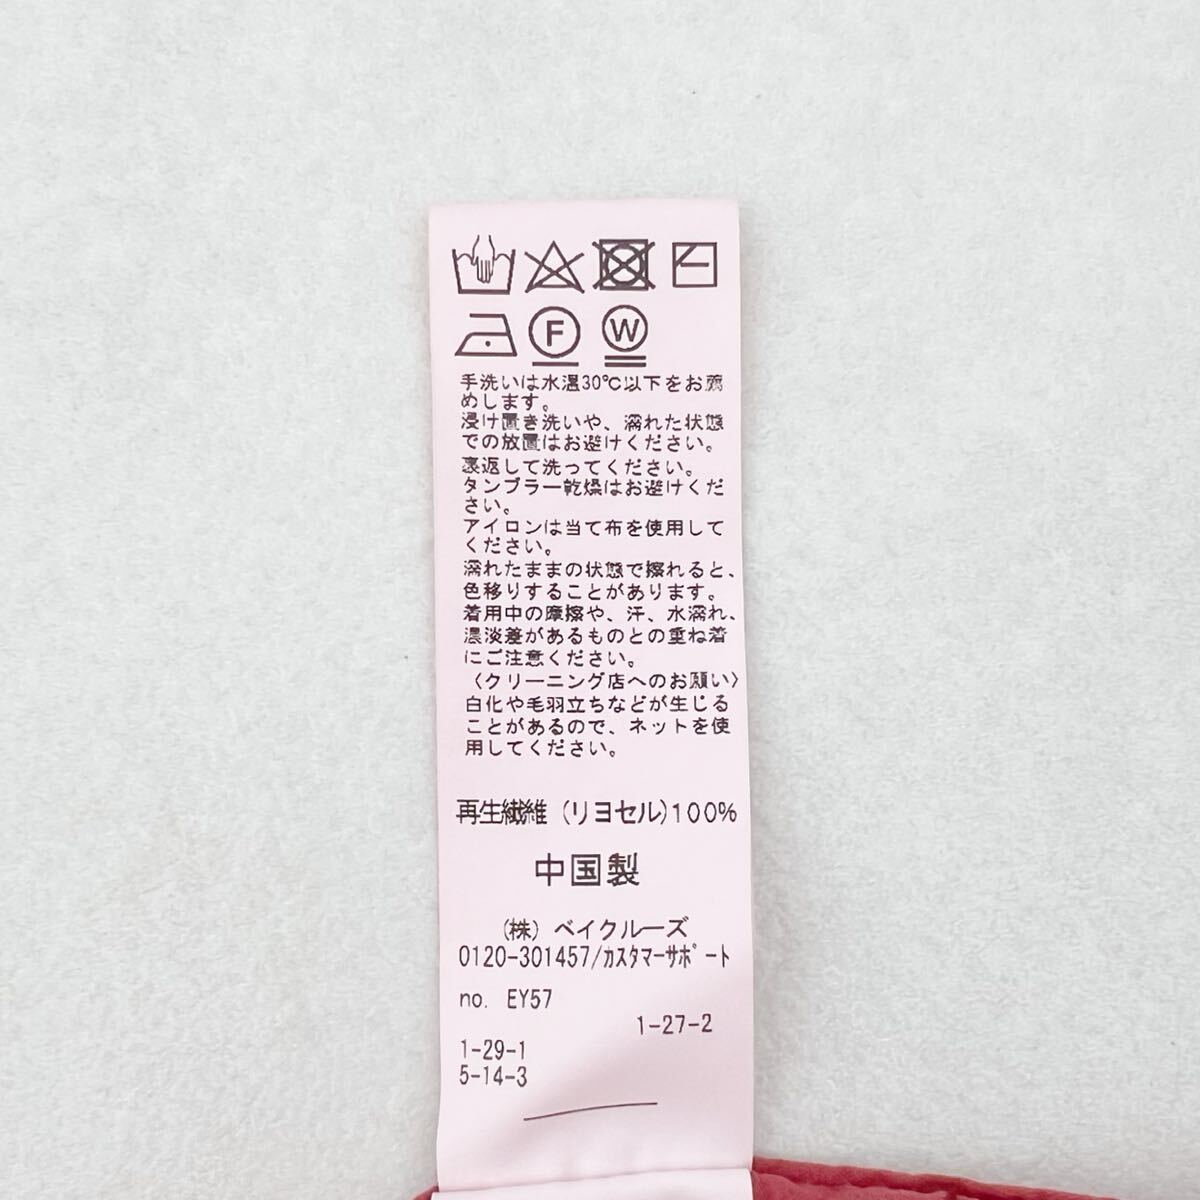 F W
手洗いは水温30℃以下をお薦
めします。
浸け置き洗いや、濡れた状態
での放置はお避けください。
裏返して洗ってください。
タンブラー乾燥はお避けくだ
さい。
アイロンは当て布を使用して
ください。
濡れたままの状態で擦れると、
色移りすることがあります。
着用中の摩擦や、汗、水濡れ、
濃淡差があるものとの重ね着
にご注意ください。
〈クリーニング店へのお願い〉
白化や毛羽立ちなどが生じる
ことがあるので、ネットを使
用してください。
再生繊維(リヨセル)100%
中国製
(株)ベイクルーズ
0120-301457/カスタマーサポート
no. EY57
1-27-2
1-29-1
5-14-3